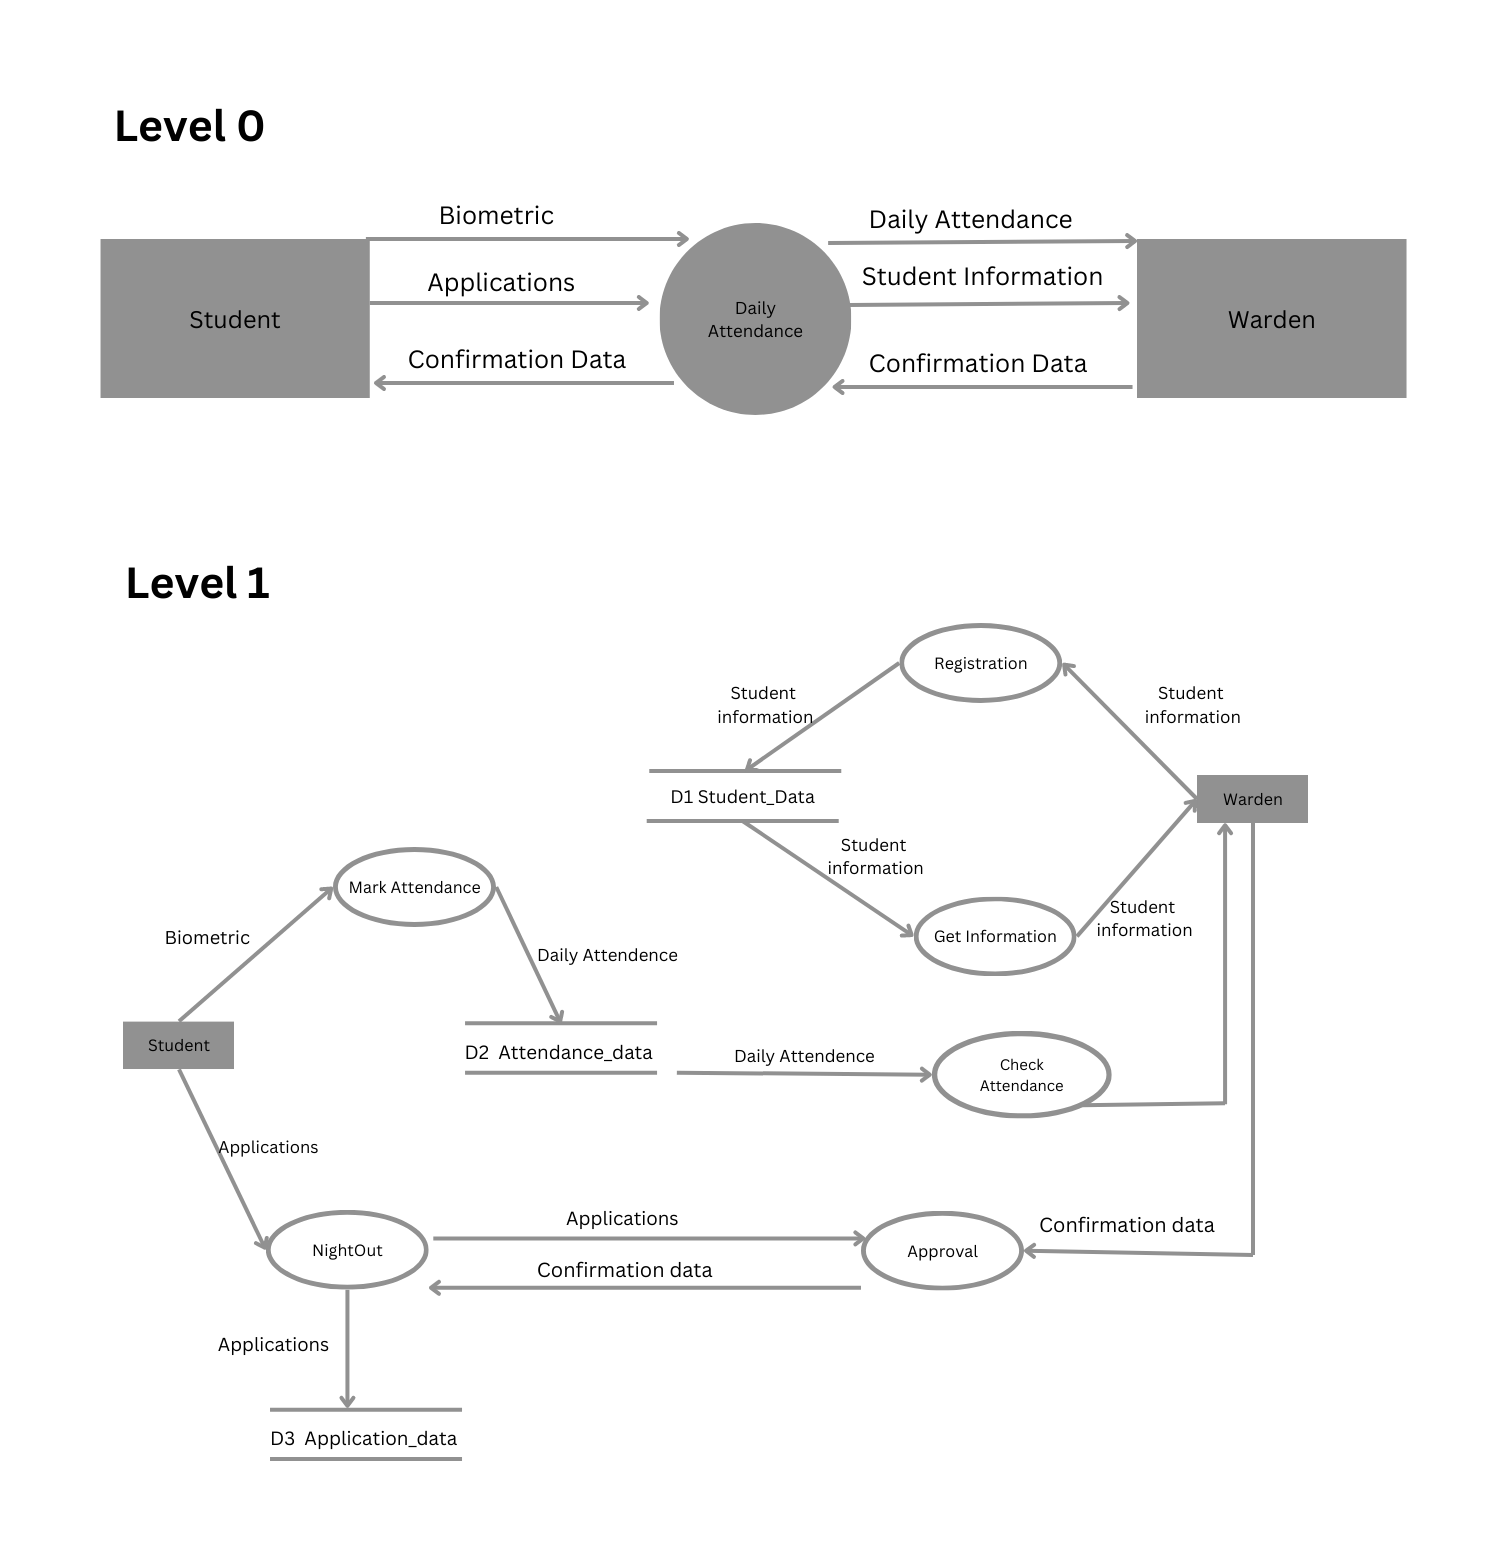 Level 0
Biometric
Daily Attendance
Applications
Student Information
Student
Daily
Attendance
Warden
Confirmation Data
Confirmation Data
Level 1
Registration
Student
information
Student
information
D1 Student_Data
Warden
Student
information
Mark Attendance
Get Information
Student
information
Biometric
Daily Attendence
Student
D2 Attendance_data
Daily Attendence
Check
Attendance
Applications
Applications
Confirmation data
NightOut
Approval
Confirmation data
Applications
D3 Application_data